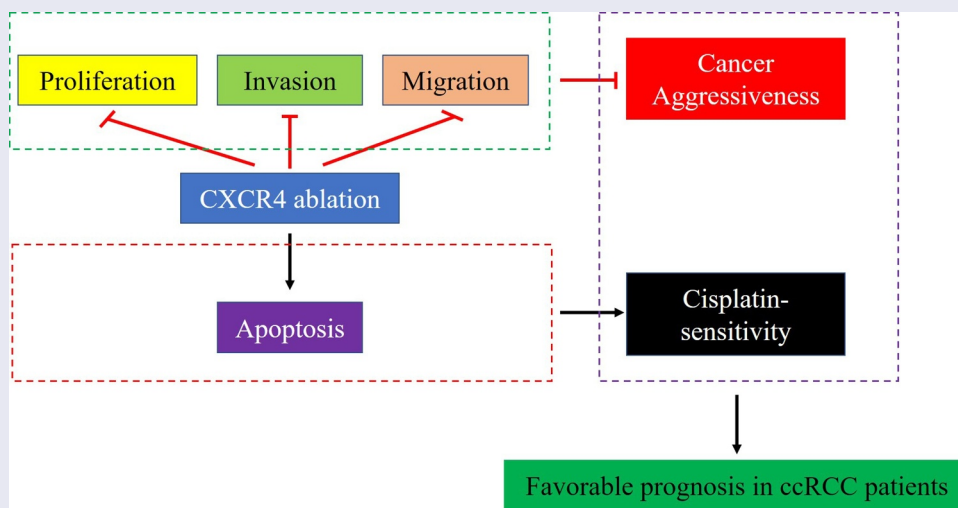 Proliferation
Invasion
Migration
Cancer
Aggressiveness
CXCR4 ablation
Apoptosis
Cisplatin-
sensitivity
Favorable prognosis in ccRCC patients